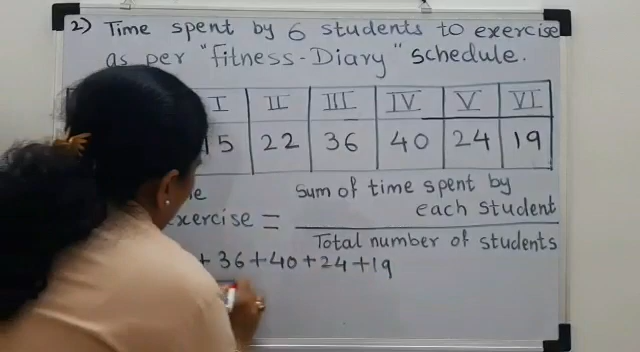 2) Time spent by 6 students to exercise
as per "Fitness-Diary" schedule.
I II III IV V VI
15 22 36 40 24 19
Sum of time spent by
exercise = each student
Total number of students
+ 36 + 40 + 24 + 19